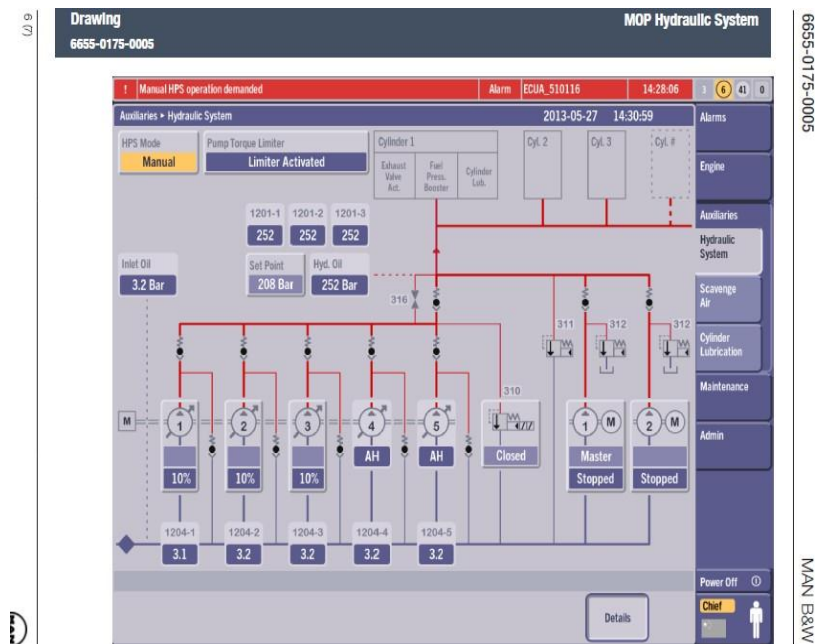 Drawing
MOP Hydraulic System
6655-0175-0005
6 (7)
6655-0175-0005
MAN B&W
! Manual HPS operation demanded Alarm ECUA_510116 14:28:06 3 6 41 0
Auxiliaries ▸ Hydraulic System 2013-05-27 14:30:59
Alarms
Engine
Auxiliaries
Hydraulic
System
Scavenge
Air
Cylinder
Lubrication
Maintenance
Admin
HPS Mode
Manual
Pump Torque Limiter
Limiter Activated
Cylinder 1
Exhaust
Valve
Act.
Fuel
Press.
Booster
Cylinder
Lub.
Cyl. 2
Cyl. 3
Cyl. #
1201-1 1201-2 1201-3
252 252 252
Inlet Oil
3.2 Bar
Set Point
208 Bar
Hyd. Oil
252 Bar
316
311 312 312
310
M 1 2 3 4 5
1 M 2 M
AH AH
Closed
Master
10% 10% 10%
Stopped Stopped
1204-1 1204-2 1204-3 1204-4 1204-5
3.1 3.2 3.2 3.2 3.2
Details
Power Off
Chief